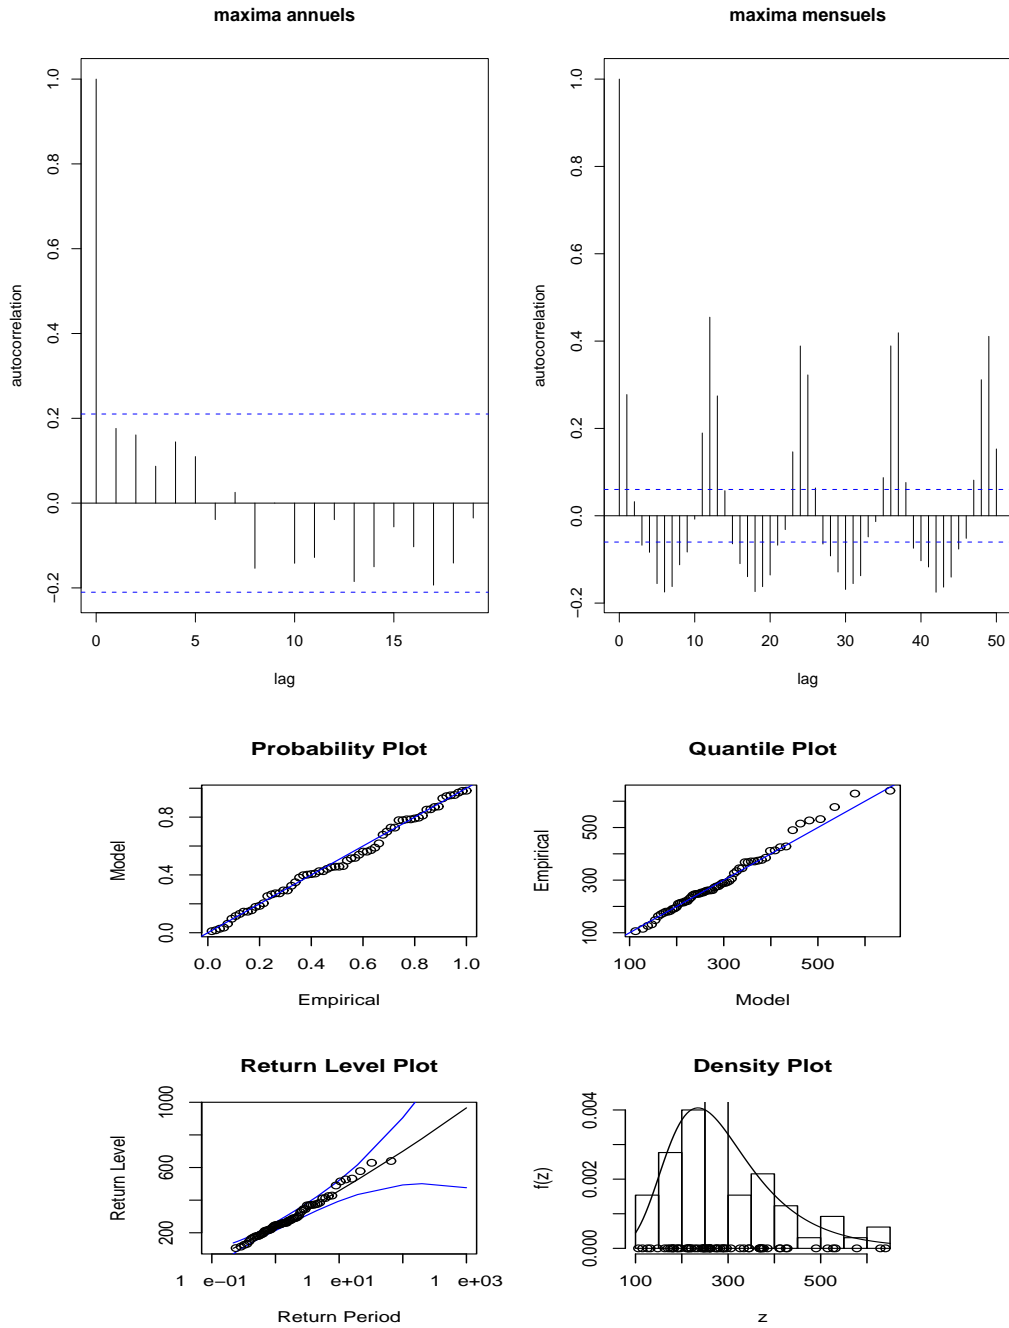 maxima annuels
autocorrelation
1.0
0.8
0.6
0.4
0.2
0.0
−0.2
0 5 10 15
lag
maxima mensuels
autocorrelation
1.0
0.8
0.6
0.4
0.2
0.0
−0.2
0 10 20 30 40 50
lag
Probability Plot
Model
0.8
0.4
0.0
0.0 0.2 0.4 0.6 0.8 1.0
Empirical
Quantile Plot
Empirical
500
300
100
100 300 500
Model
Return Level Plot
Return Level
1000
600
200
1 e−01 1 e+01 1 e+03
Return Period
Density Plot
f(z)
0.004
0.002
0.000
100 300 500
z